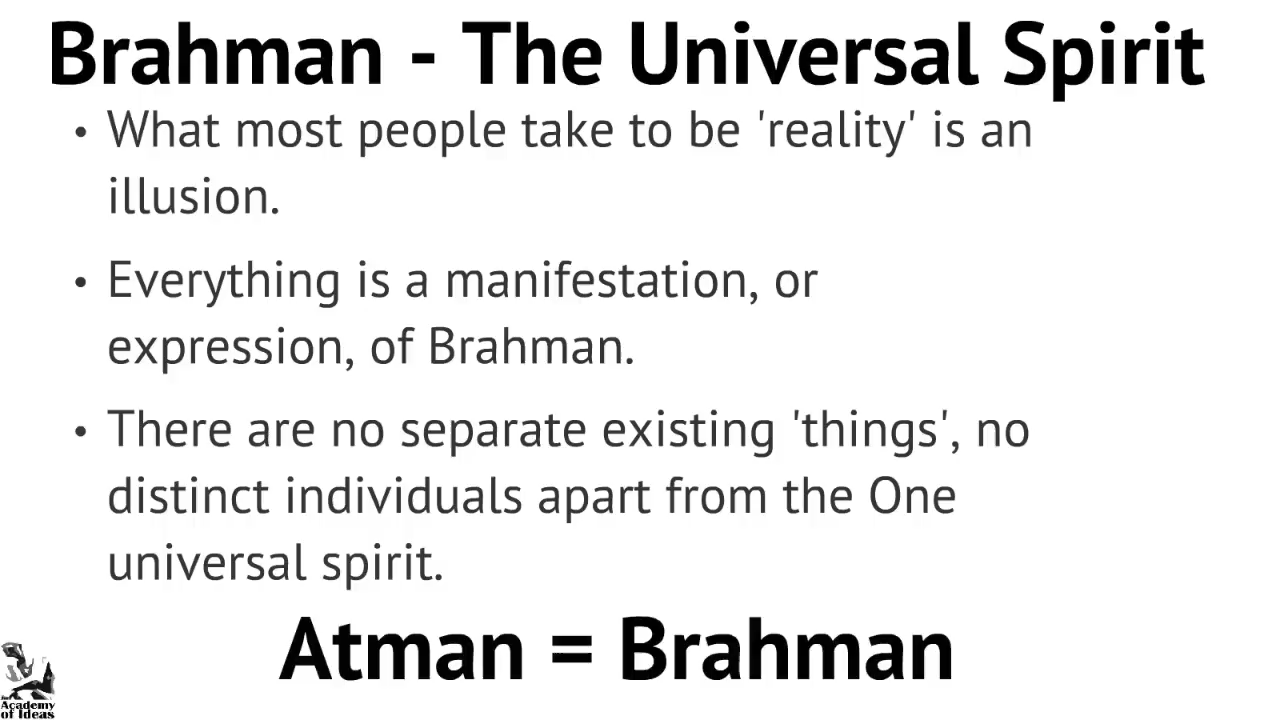 Brahman - The Universal Spirit
• What most people take to be 'reality' is an
illusion.
• Everything is a manifestation, or
expression, of Brahman.
• There are no separate existing 'things', no
distinct individuals apart from the One
universal spirit.
Atman = Brahman
Academy
of Ideas